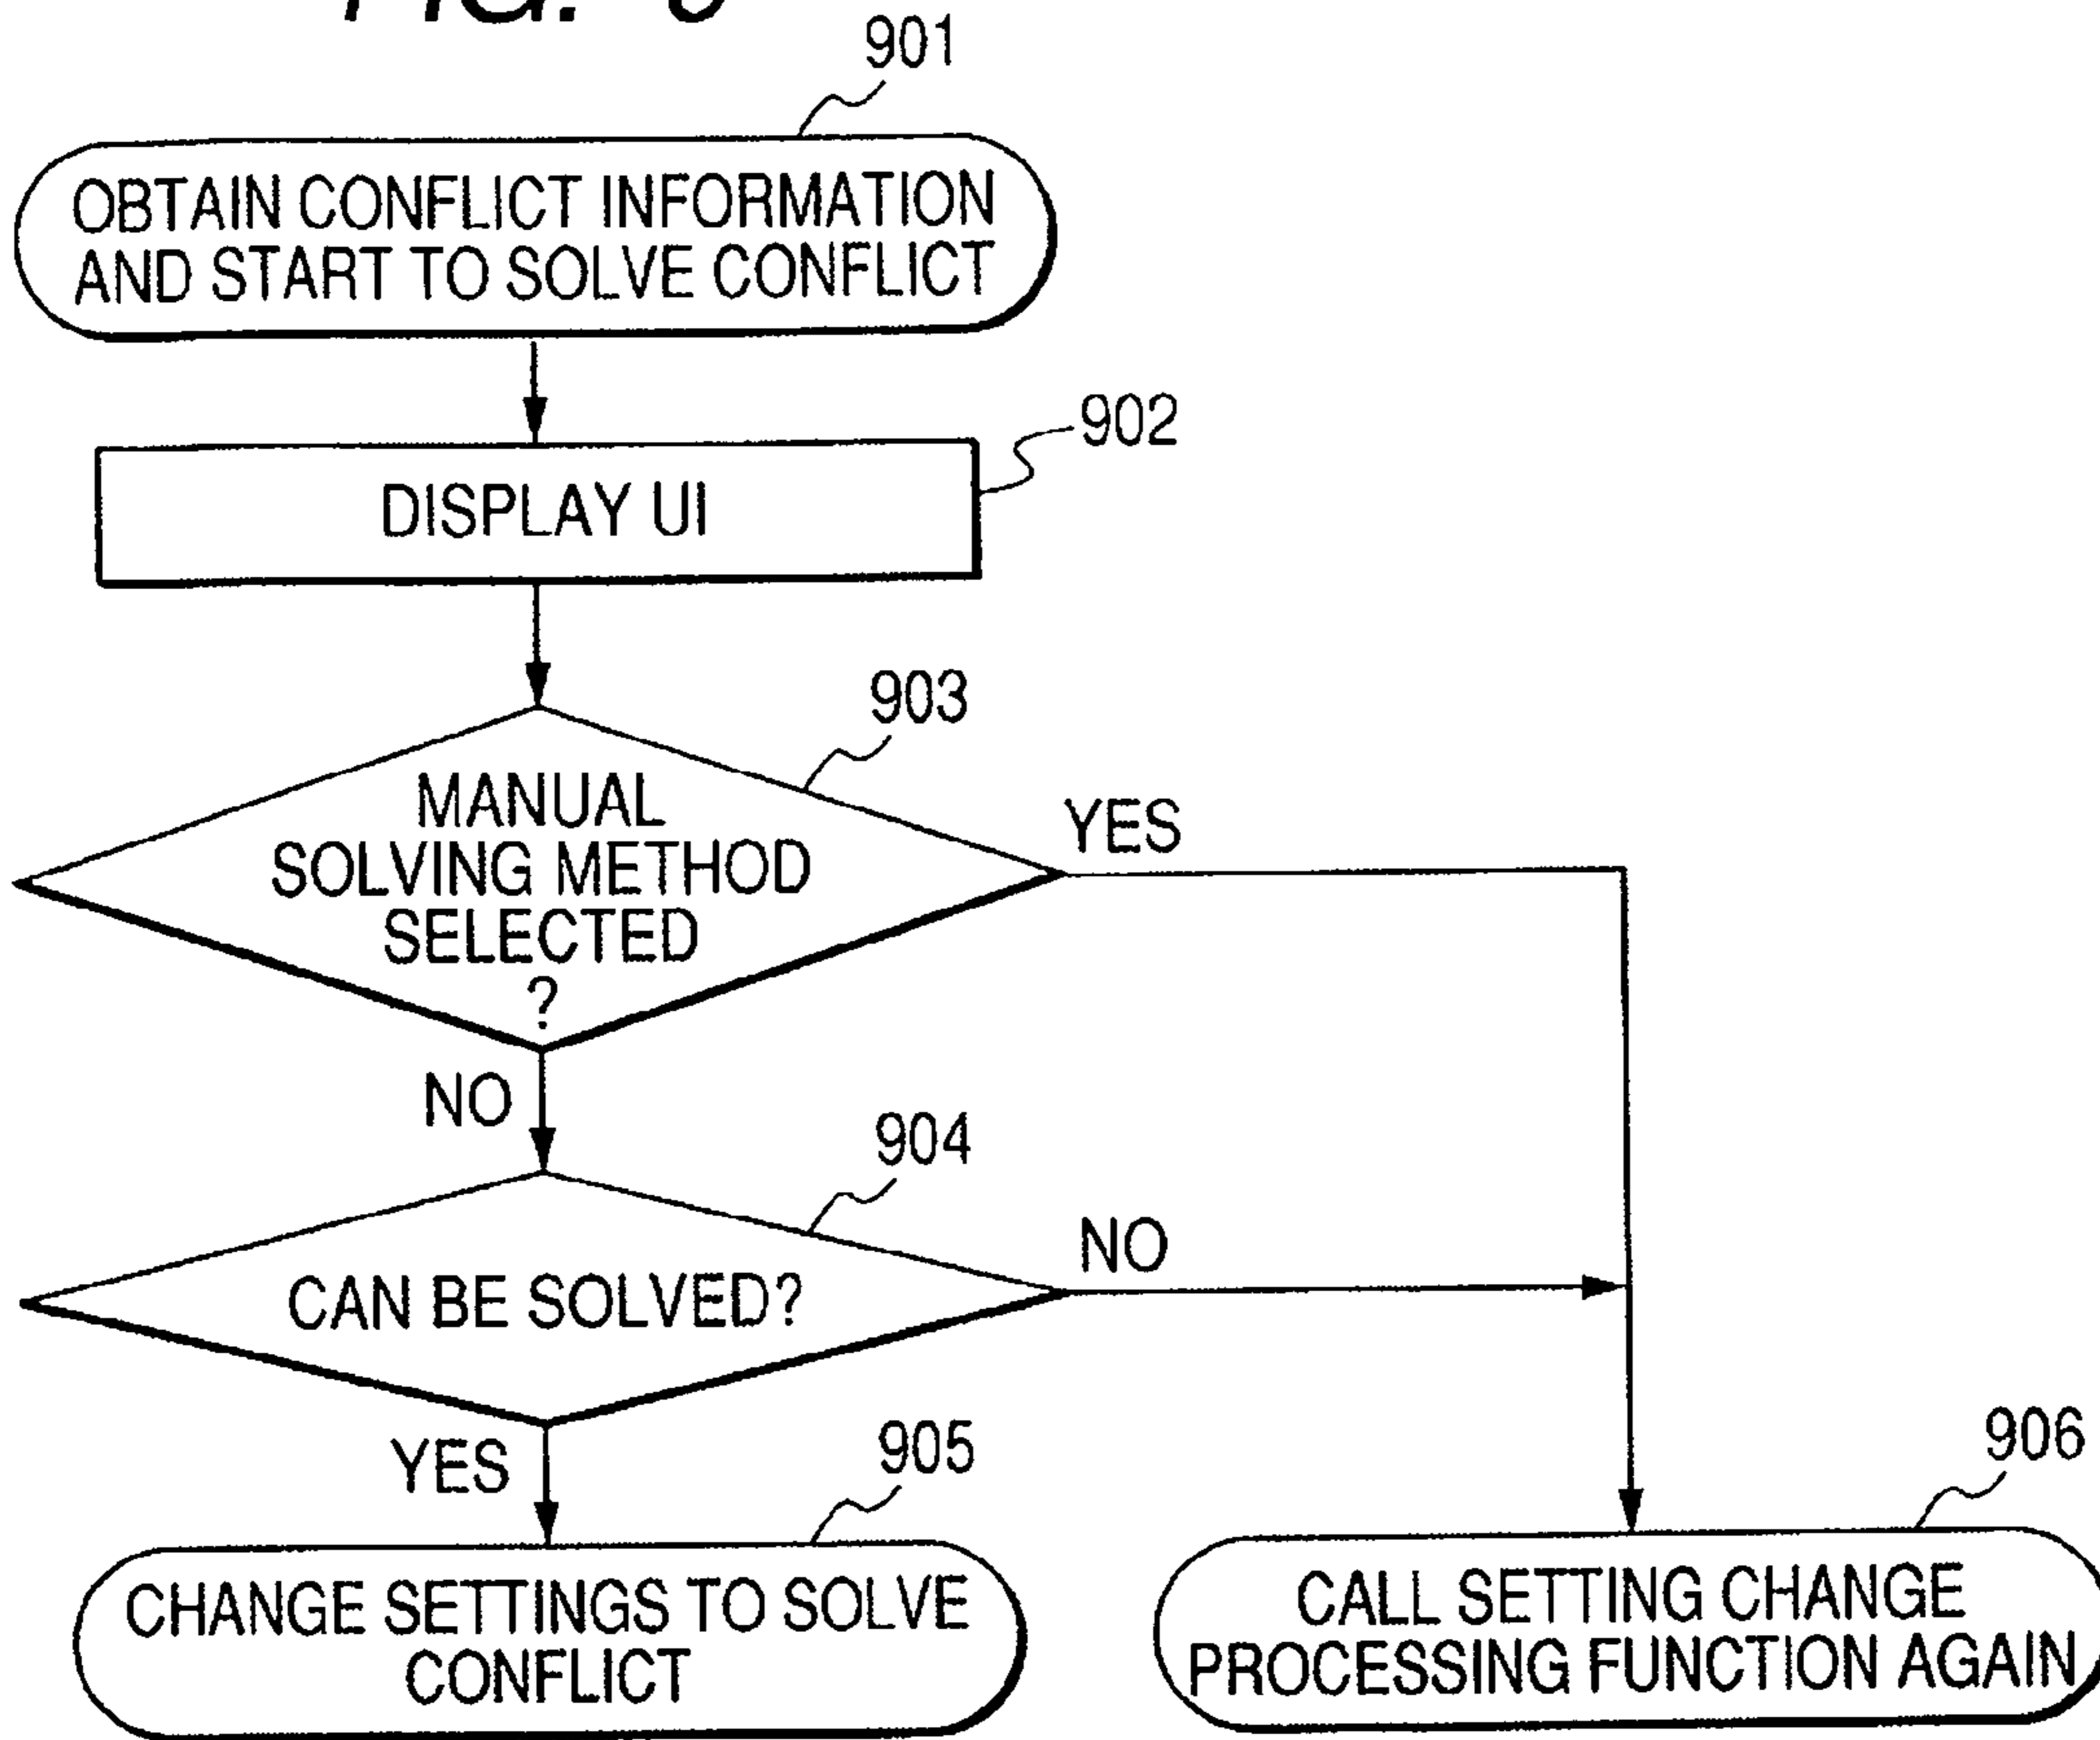 FIG.
901
OBTAIN CONFLICT INFORMATION
AND START TO SOLVE CONFLICT
902
DISPLAY UI
903
MANUAL
SOLVING METHOD
SELECTED
?
YES
NO
904
CAN BE SOLVED?
NO
YES
905
CHANGE SETTINGS TO SOLVE
CONFLICT
906
CALL SETTING CHANGE
PROCESSING FUNCTION AGAIN